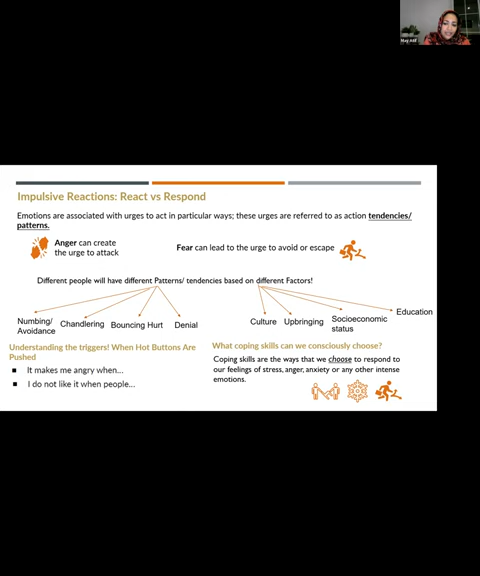 May Atif
Impulsive Reactions: React vs Respond
Emotions are associated with urges to act in particular ways; these urges are referred to as action tendencies/
patterns.
Anger can create
the urge to attack
Fear can lead to the urge to avoid or escape
Different people will have different Patterns/ tendencies based on different Factors!
Numbing/
Avoidance
Chandlering
Bouncing Hurt
Denial
Culture
Upbringing
Socioeconomic
status
Education
Understanding the triggers! When Hot Buttons Are
Pushed
It makes me angry when...
I do not like it when people...
What coping skills can we consciously choose?
Coping skills are the ways that we choose to respond to
our feelings of stress, anger, anxiety or any other intense
emotions.